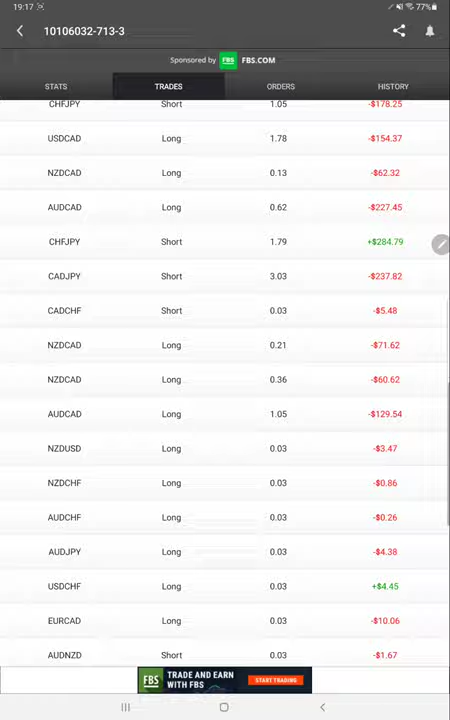 19:17 77%
10106032-713-3
Sponsored by FBS FBS.COM
STATS TRADES ORDERS HISTORY
CHFJPY Short 1.05 -$178.25
USDCAD Long 1.78 -$154.37
NZDCAD Long 0.13 -$62.32
AUDCAD Long 0.62 -$227.45
CHFJPY Short 1.79 +$284.79
CADJPY Short 3.03 -$237.82
CADCHF Short 0.03 -$5.48
NZDCAD Long 0.21 -$71.62
NZDCAD Long 0.36 -$60.62
AUDCAD Long 1.05 -$129.54
NZDUSD Long 0.03 -$3.47
NZDCHF Long 0.03 -$0.86
AUDCHF Long 0.03 -$0.26
AUDJPY Long 0.03 -$4.38
USDCHF Long 0.03 +$4.45
EURCAD Long 0.03 -$10.06
AUDNZD Short 0.03 -$1.67
FBS TRADE AND EARN WITH FBS START TRADING